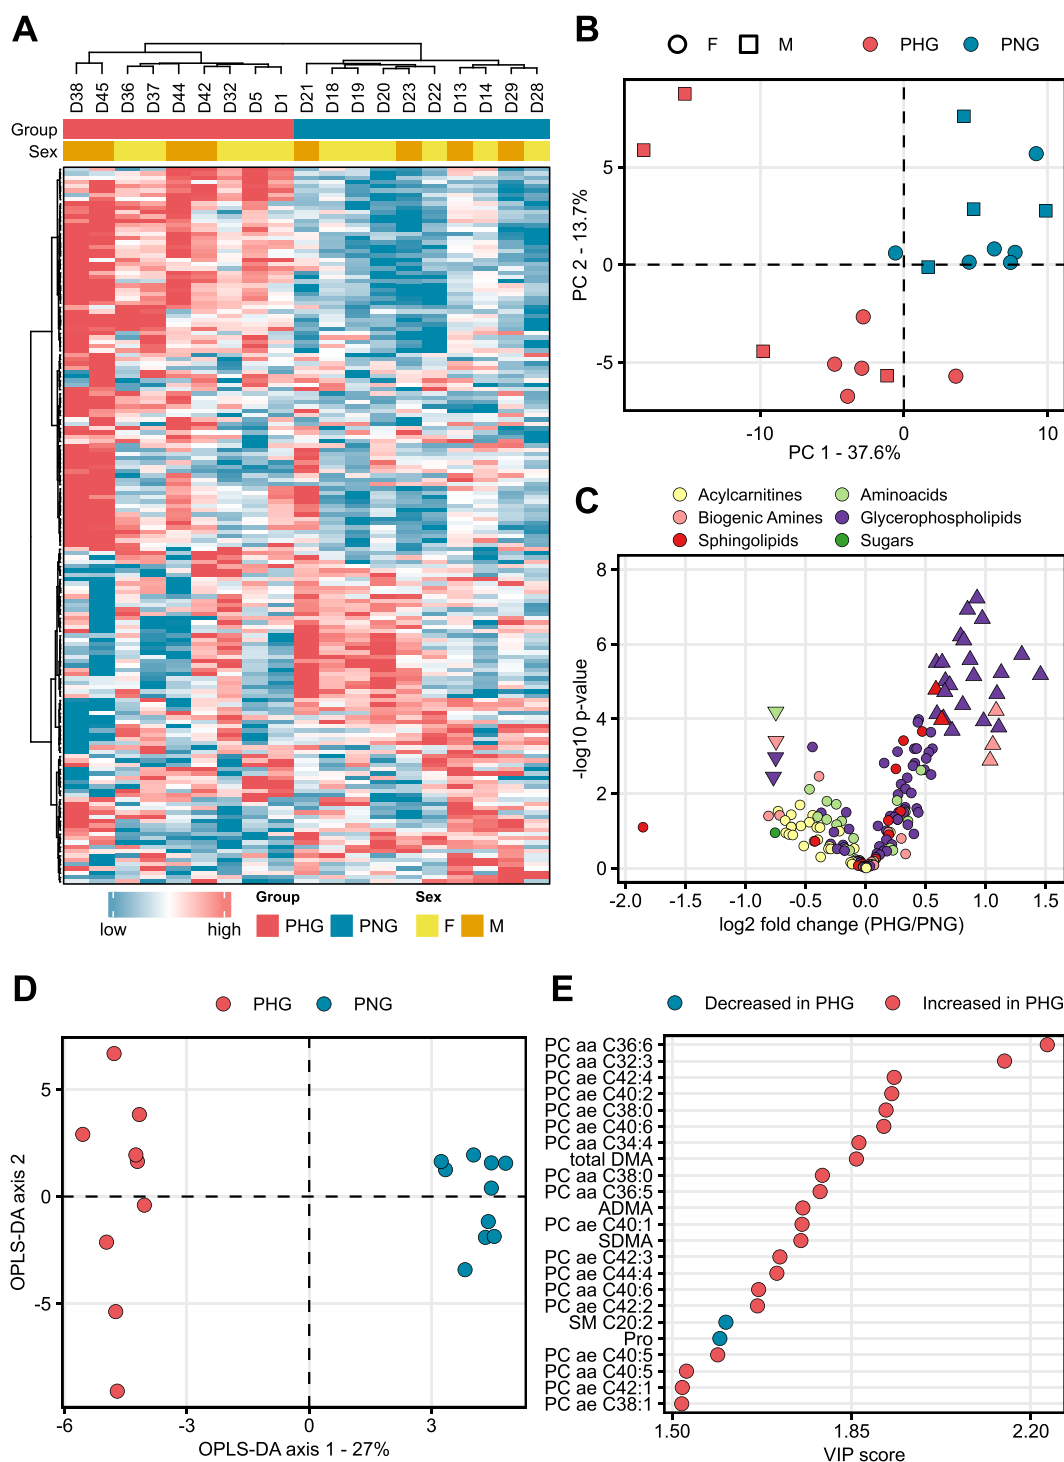 A
D38 D45 D36 D37 D44 D42 D32 D5 D1 D21 D18 D19 D20 D23 D22 D13 D14 D29 D28
Group
Sex
low high
Group
PHG PNG
Sex
F M
B
F M PHG PNG
PC 2 - 13.7%
5
0
-5
-10 0 10
PC 1 - 37.6%
C
Acylcarnitines Aminoacids
Biogenic Amines Glycerophospholipids
Sphingolipids Sugars
-log10 p-value
8
6
4
2
0
-2.0 -1.5 -1.0 -0.5 0.0 0.5 1.0 1.5
log2 fold change (PHG/PNG)
D
PHG PNG
OPLS-DA axis 2
5
0
-5
-6 -3 0 3
OPLS-DA axis 1 - 27%
E
Decreased in PHG Increased in PHG
PC aa C36:6
PC aa C32:3
PC ae C42:4
PC ae C40:2
PC ae C38:0
PC ae C40:6
PC aa C34:4
total DMA
PC aa C38:0
PC aa C36:5
ADMA
PC ae C40:1
SDMA
PC ae C42:3
PC ae C44:4
PC aa C40:6
PC ae C42:2
SM C20:2
Pro
PC ae C40:5
PC aa C40:5
PC ae C42:1
PC ae C38:1
1.50 1.85 2.20
VIP score